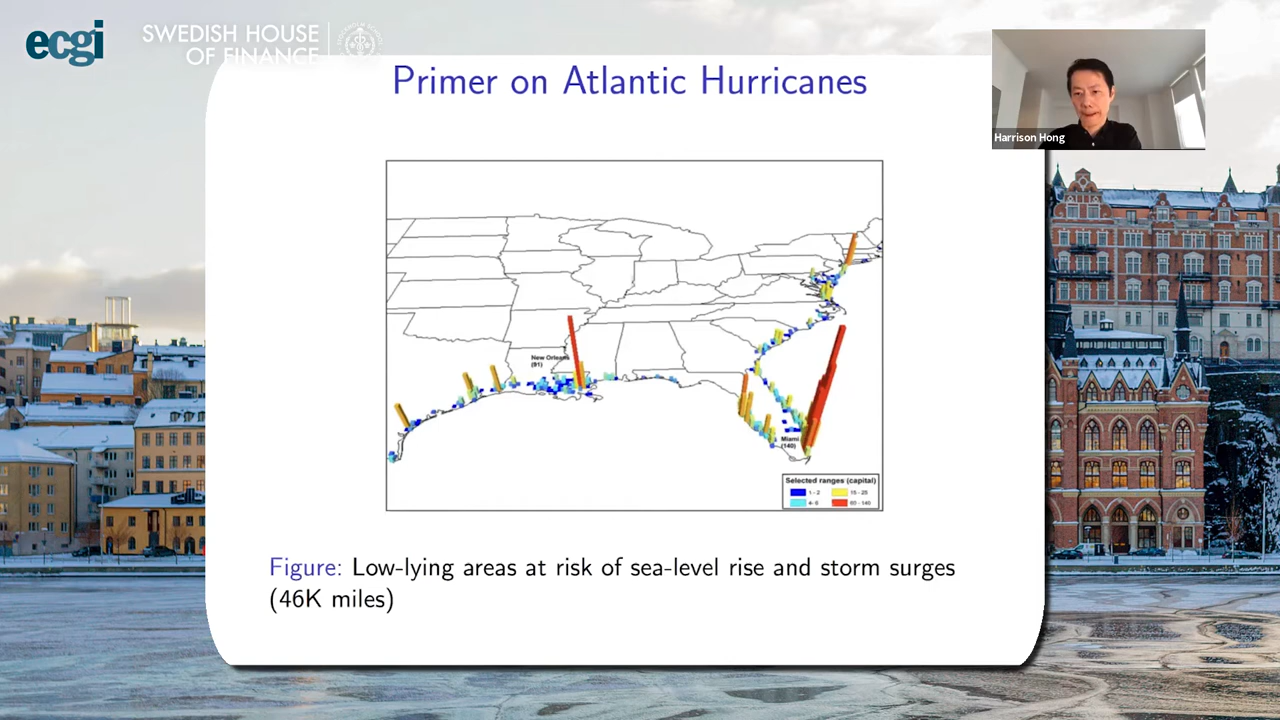 ecgi
SWEDISH HOUSE
OF FINANCE
Primer on Atlantic Hurricanes
Harrison Hong
New Orleans
(91)
Miami
(140)
Selected ranges (capital)
1 - 2
15 - 25
4- 6
60 - 140
Figure: Low-lying areas at risk of sea-level rise and storm surges
(46K miles)